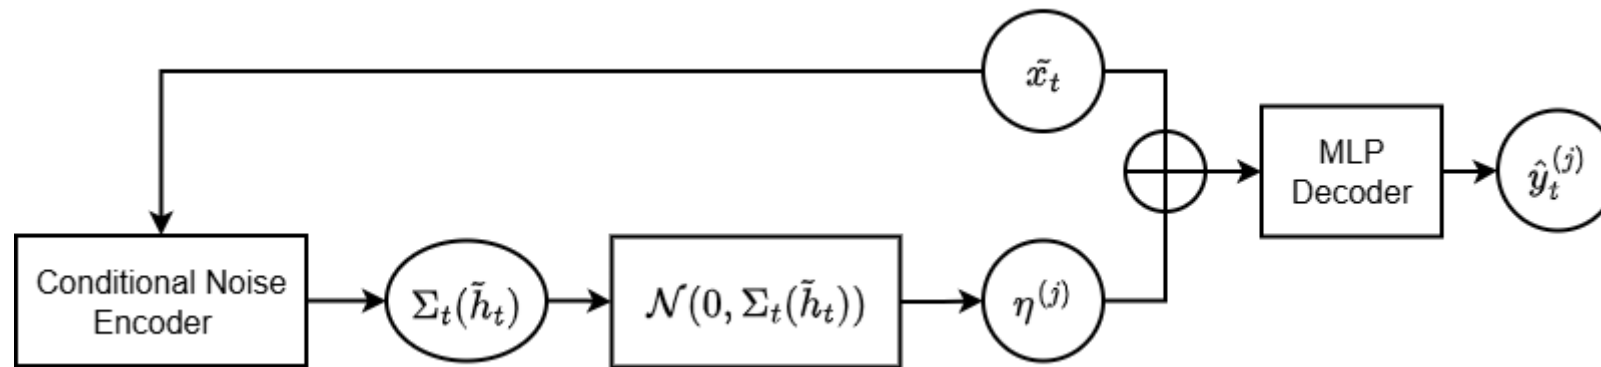 x̃_t
MLP
Decoder
ŷ_t^{(j)}
Conditional Noise
Encoder
Σ_t(h̃_t)
𝒩(0, Σ_t(h̃_t))
η^{(j)}